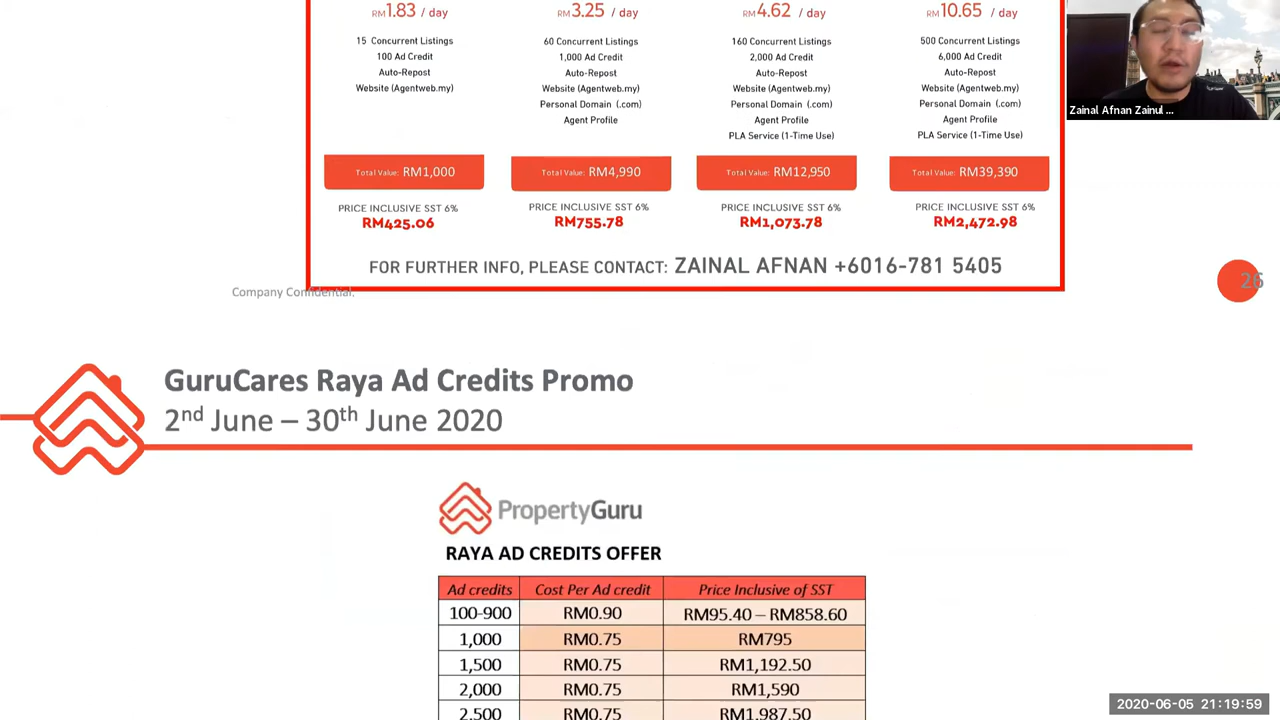 RM1.83 / day
RM3.25 / day
RM4.62 / day
RM10.65 / day
15 Concurrent Listings
100 Ad Credit
Auto-Repost
Website (Agentweb.my)
60 Concurrent Listings
1,000 Ad Credit
Auto-Repost
Website (Agentweb.my)
Personal Domain (.com)
Agent Profile
160 Concurrent Listings
2,000 Ad Credit
Auto-Repost
Website (Agentweb.my)
Personal Domain (.com)
Agent Profile
PLA Service (1-Time Use)
500 Concurrent Listings
6,000 Ad Credit
Auto-Repost
Website (Agentweb.my)
Personal Domain (.com)
Agent Profile
PLA Service (1-Time Use)
Total Value: RM1,000
Total Value: RM4,990
Total Value: RM12,950
Total Value: RM39,390
PRICE INCLUSIVE SST 6%
RM425.06
PRICE INCLUSIVE SST 6%
RM755.78
PRICE INCLUSIVE SST 6%
RM1,073.78
PRICE INCLUSIVE SST 6%
RM2,472.98
FOR FURTHER INFO, PLEASE CONTACT: ZAINAL AFNAN +6016-781 5405
Company Confidential.
26
Zainal Afnan Zainul ...
GuruCares Raya Ad Credits Promo
2nd June – 30th June 2020
PropertyGuru
RAYA AD CREDITS OFFER
Ad credits Cost Per Ad credit Price Inclusive of SST
100-900 RM0.90 RM95.40 – RM858.60
1,000 RM0.75 RM795
1,500 RM0.75 RM1,192.50
2,000 RM0.75 RM1,590
2,500 RM0.75 RM1,987.50
2020-06-05 21:19:59